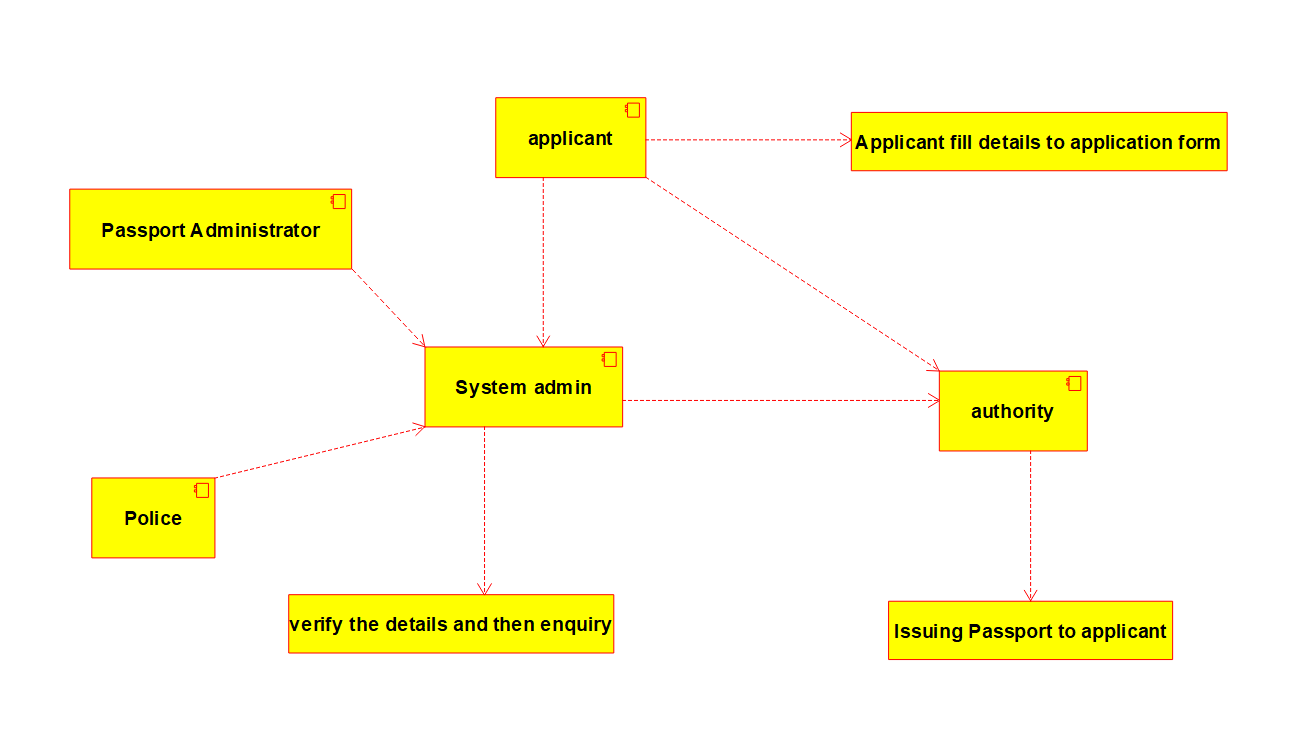 applicant
Applicant fill details to application form
Passport Administrator
System admin
authority
Police
verify the details and then enquiry
Issuing Passport to applicant